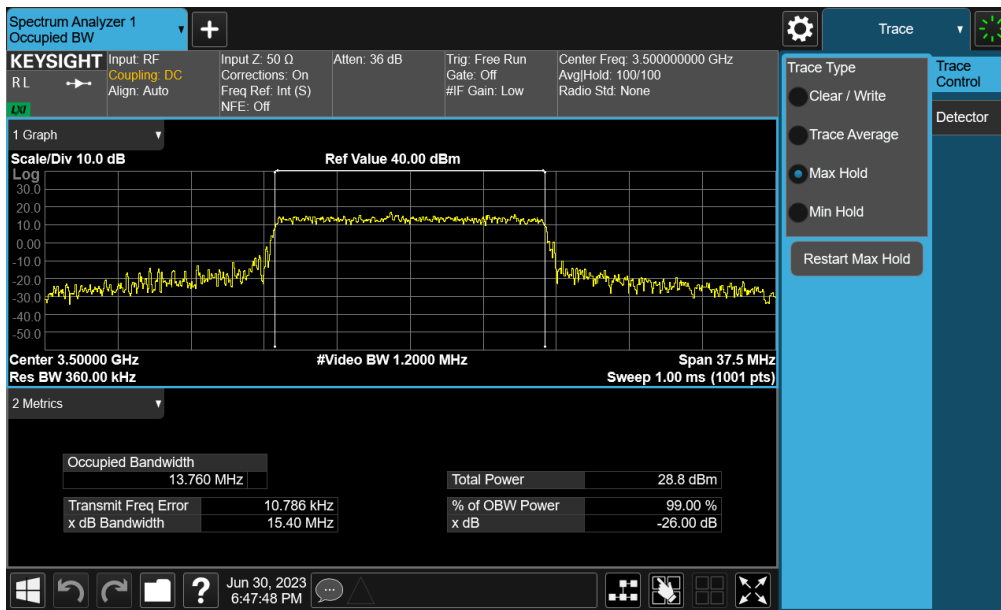 Spectrum Analyzer 1
Occupied BW
Trace
KEYSIGHT
RL
LXI
Input: RF
Coupling: DC
Align: Auto
Input Z: 50 Ω
Corrections: On
Freq Ref: Int (S)
NFE: Off
Atten: 36 dB
Trig: Free Run
Gate: Off
#IF Gain: Low
Center Freq: 3.500000000 GHz
Avg|Hold: 100/100
Radio Std: None
Trace Type
Clear / Write
Trace Average
Max Hold
Min Hold
Restart Max Hold
Trace
Control
Detector
1 Graph
Scale/Div 10.0 dB
Ref Value 40.00 dBm
Log
30.0
20.0
10.0
0.00
-10.0
-20.0
-30.0
-40.0
-50.0
Center 3.50000 GHz
#Video BW 1.2000 MHz
Span 37.5 MHz
Res BW 360.00 kHz
Sweep 1.00 ms (1001 pts)
2 Metrics
Occupied Bandwidth
13.760 MHz
Total Power 28.8 dBm
Transmit Freq Error 10.786 kHz
% of OBW Power 99.00 %
x dB Bandwidth 15.40 MHz
x dB -26.00 dB
?
Jun 30, 2023
6:47:48 PM